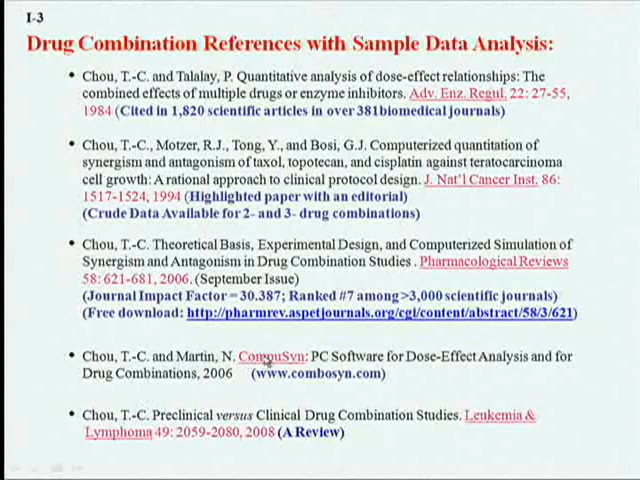 I-3
Drug Combination References with Sample Data Analysis:
• Chou, T.-C. and Talalay, P. Quantitative analysis of dose-effect relationships: The
combined effects of multiple drugs or enzyme inhibitors. Adv. Enz. Regul. 22: 27-55,
1984 (Cited in 1,820 scientific articles in over 381biomedical journals)
• Chou, T.-C., Motzer, R.J., Tong, Y., and Bosi, G.J. Computerized quantitation of
synergism and antagonism of taxol, topotecan, and cisplatin against teratocarcinoma
cell growth: A rational approach to clinical protocol design. J. Nat'l Cancer Inst. 86:
1517-1524, 1994 (Highlighted paper with an editorial)
(Crude Data Available for 2- and 3- drug combinations)
• Chou, T.-C. Theoretical Basis, Experimental Design, and Computerized Simulation of
Synergism and Antagonism in Drug Combination Studies . Pharmacological Reviews
58: 621-681, 2006. (September Issue)
(Journal Impact Factor = 30.387; Ranked #7 among >3,000 scientific journals)
(Free download: http://pharmrev.aspetjournals.org/cgi/content/abstract/58/3/621)
• Chou, T.-C. and Martin, N. CompuSyn: PC Software for Dose-Effect Analysis and for
Drug Combinations, 2006 (www.combosyn.com)
• Chou, T.-C. Preclinical versus Clinical Drug Combination Studies. Leukemia &
Lymphoma 49: 2059-2080, 2008 (A Review)